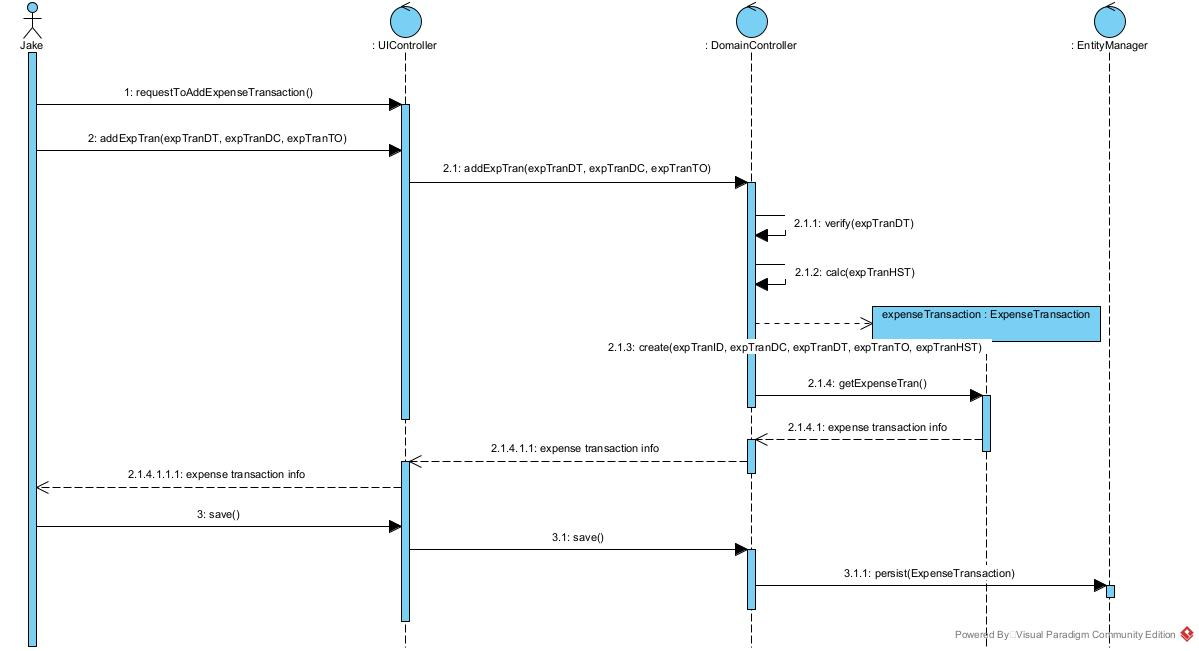 Jake
: UIController
: DomainController
: EntityManager
1: requestToAddExpenseTransaction()
2: addExpTran(expTranDT, expTranDC, expTranTO)
2.1: addExpTran(expTranDT, expTranDC, expTranTO)
2.1.1: verify(expTranDT)
2.1.2: calc(expTranHST)
expenseTransaction : ExpenseTransaction
2.1.3: create(expTranID, expTranDC, expTranDT, expTranTO, expTranHST)
2.1.4: getExpenseTran()
2.1.4.1: expense transaction info
2.1.4.1.1: expense transaction info
2.1.4.1.1.1: expense transaction info
3: save()
3.1: save()
3.1.1: persist(ExpenseTransaction)
Powered By Visual Paradigm Community Edition